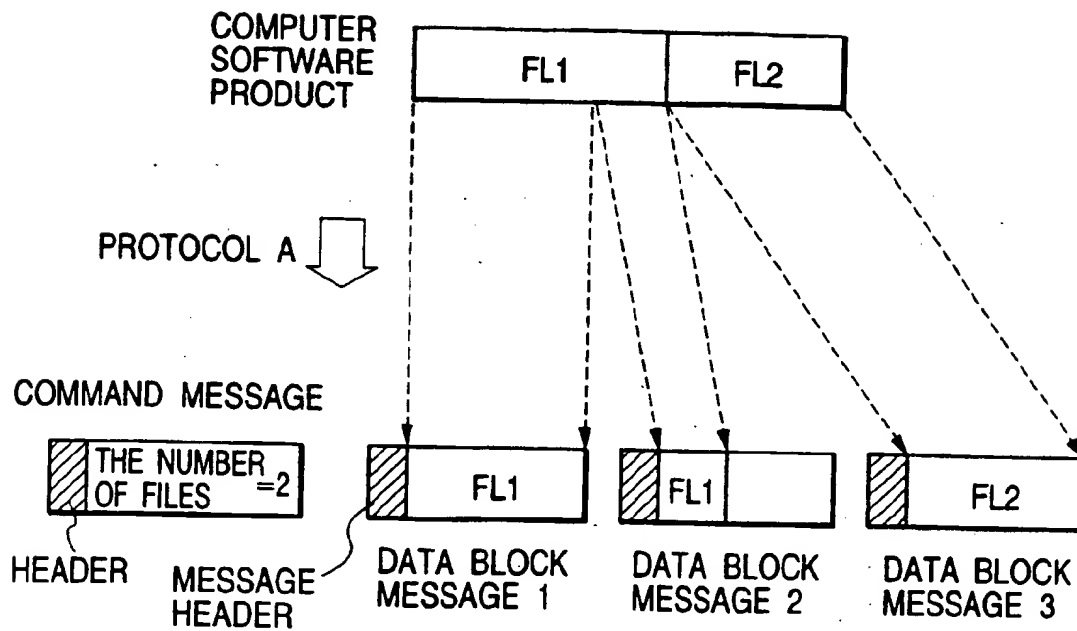 COMPUTER
SOFTWARE
PRODUCT
FL1
FL2
PROTOCOL A
COMMAND MESSAGE
THE NUMBER
OF FILES =2
FL1
FL1
FL2
HEADER
MESSAGE
HEADER
DATA BLOCK
MESSAGE 1
DATA BLOCK
MESSAGE 2
DATA BLOCK
MESSAGE 3